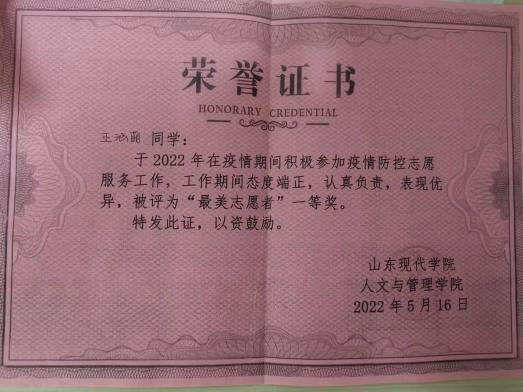 荣誉证书
HONORARY CREDENTIAL
王涵萌 同学：
于 2022 年在疫情期间积极参加疫情防控志愿
服务工作，工作期间态度端正，认真负责，表现优
异，被评为“最美志愿者”一等奖。
特发此证，以资鼓励。
山东现代学院
人文与管理学院
2022 年 5 月 16 日